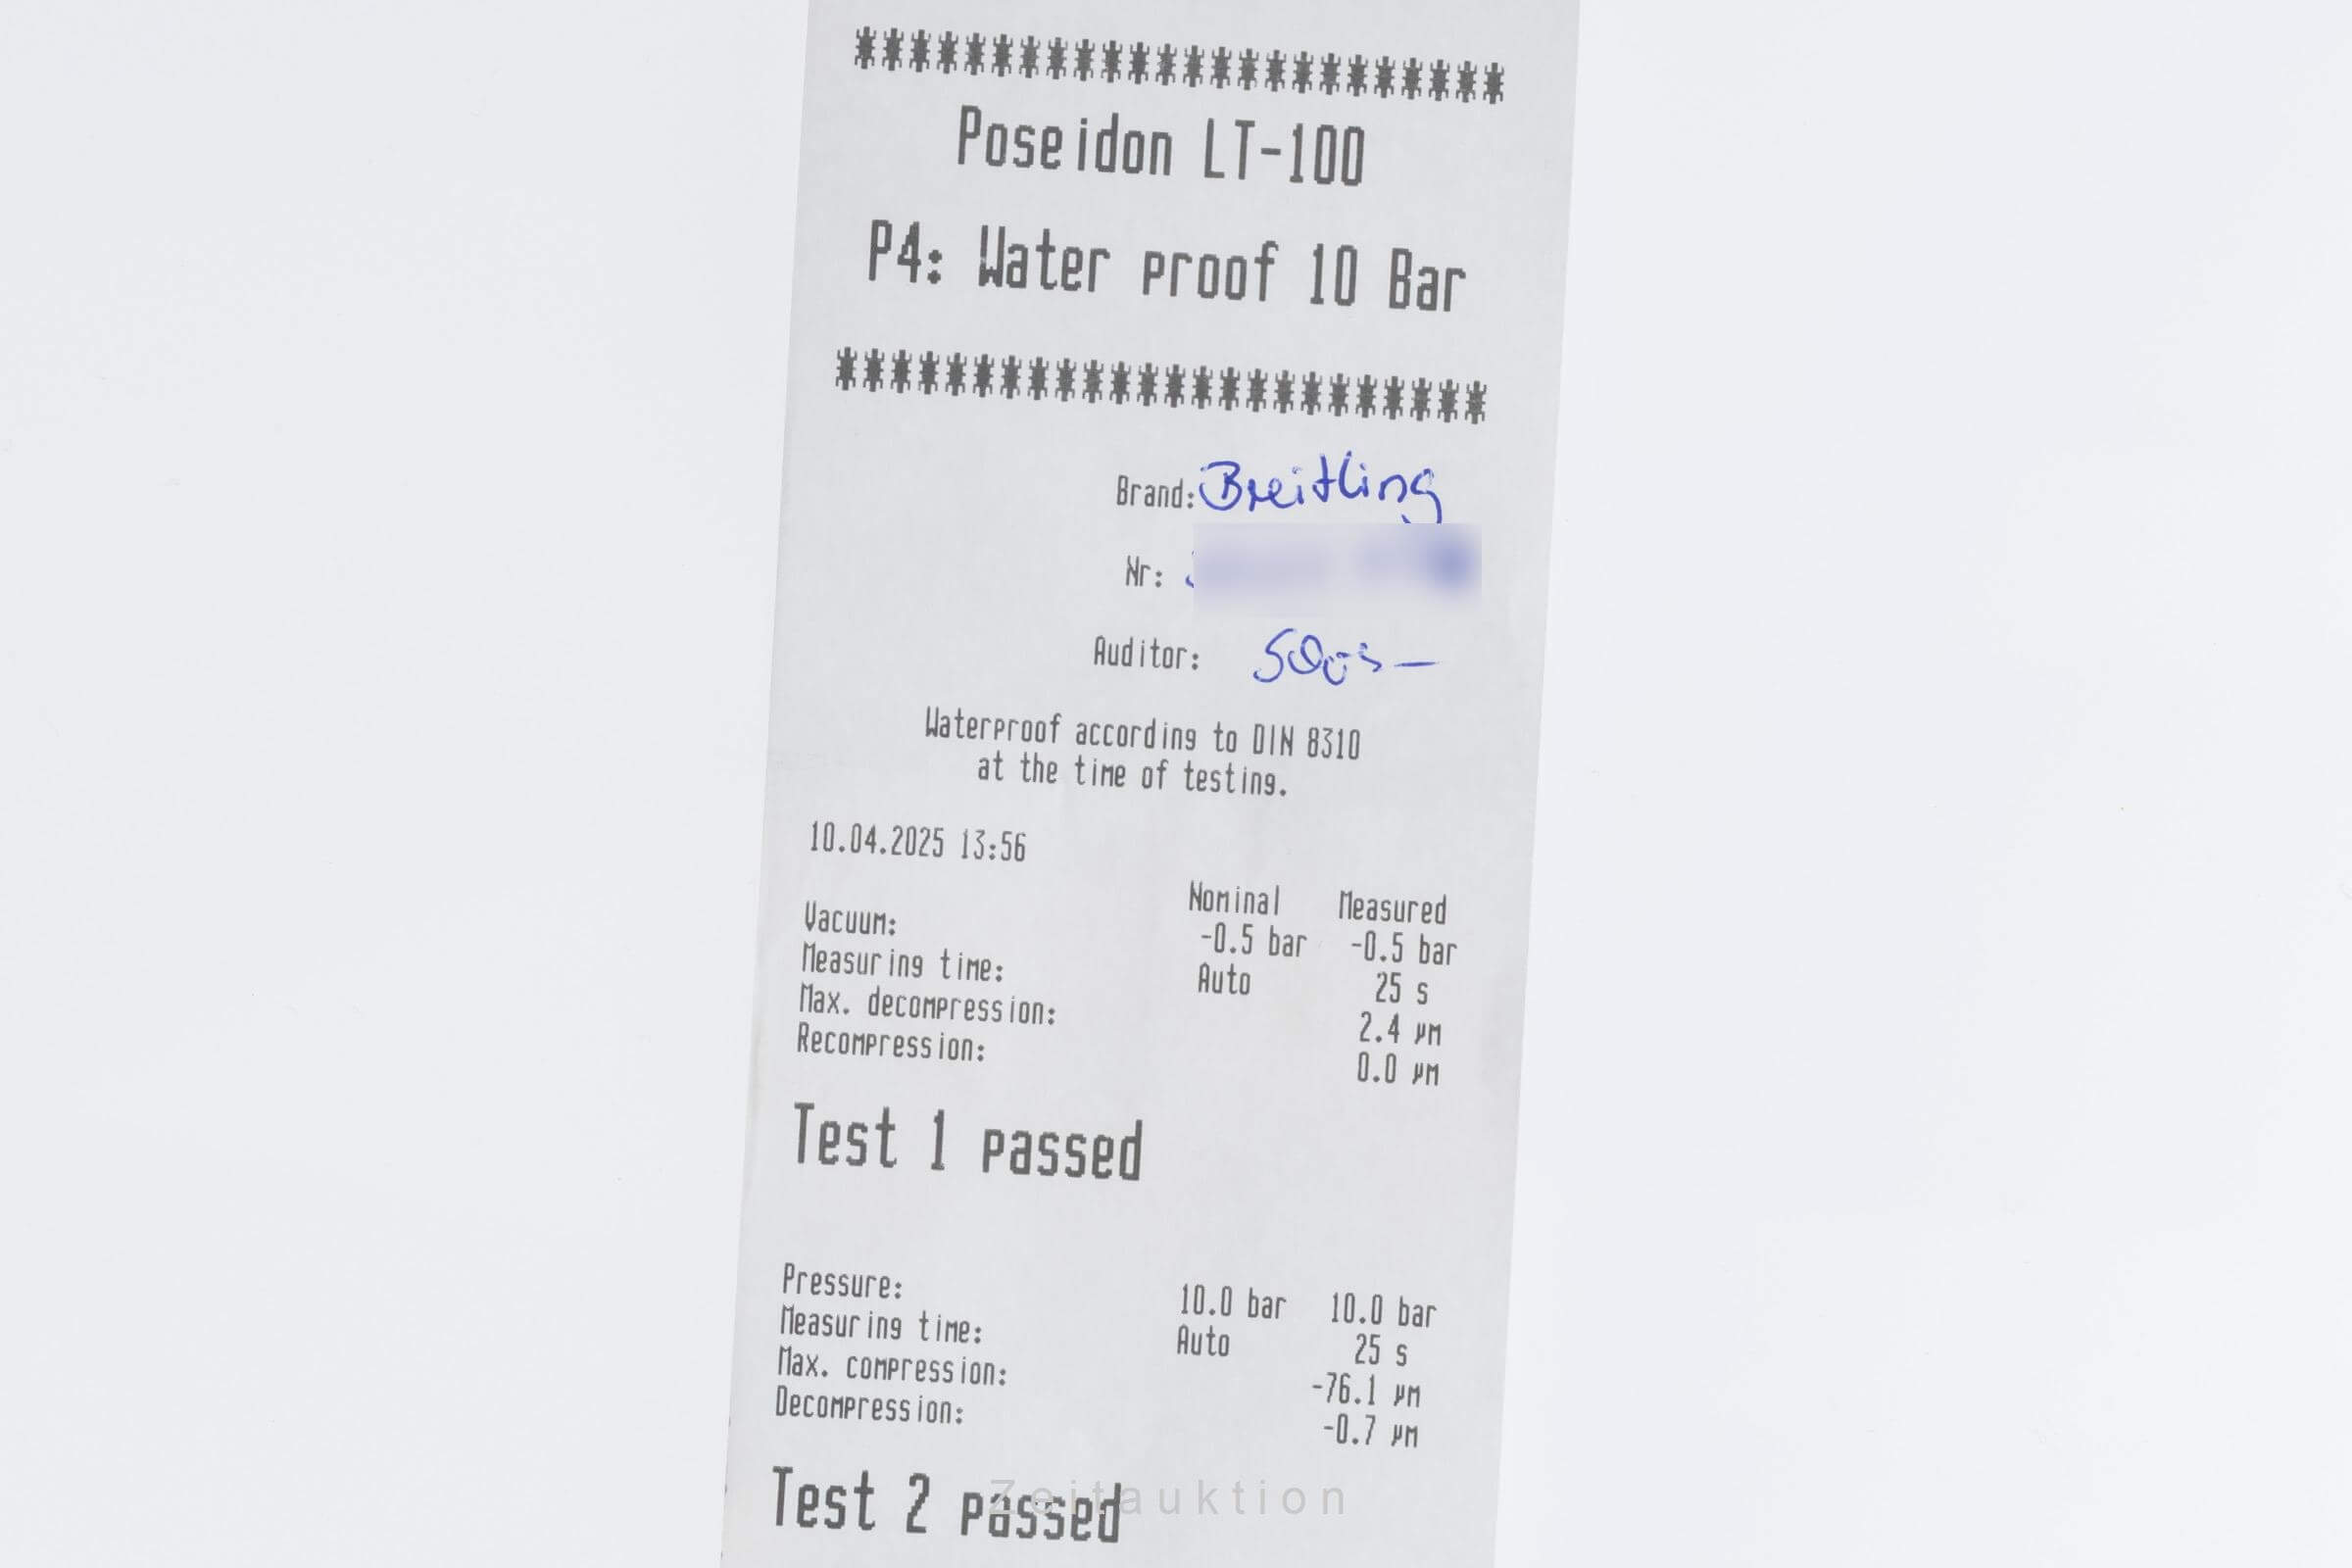 ************************
Poseidon LT-100
P4: Water proof 10 Bar
************************
Brand: Breitling
Nr:
Auditor:
Waterproof according to DIN 8310
at the time of testing.
10.04.2025 13:56
Nominal Measured
Vacuum: -0.5 bar -0.5 bar
Measuring time: Auto 25 s
Max. decompression: 2.4 µm
Recompression: 0.0 µm
Test 1 passed
Pressure: 10.0 bar 10.0 bar
Measuring time: Auto 25 s
Max. compression: -76.1 µm
Decompression: -0.7 µm
Test 2 passed
Zeitauktion